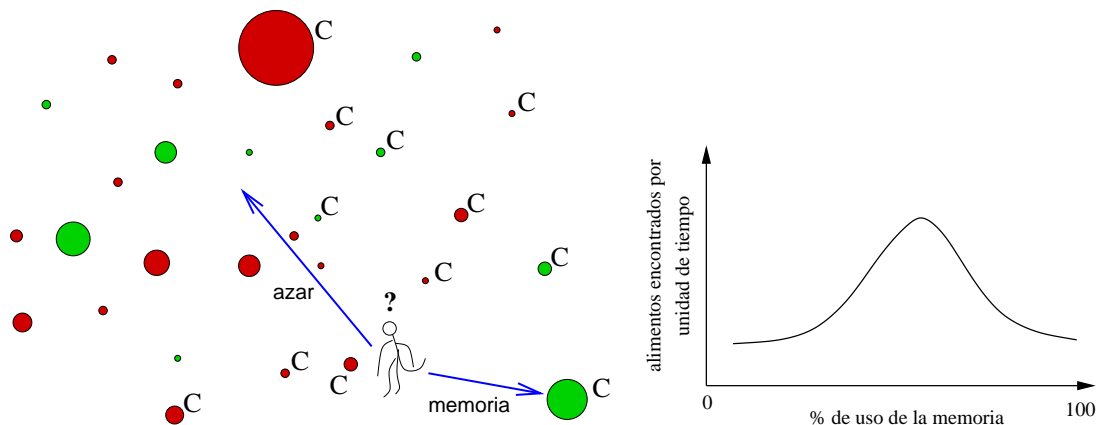 C
C
C
C
C
C
C
C
azar
?
C
C
C
memoria
C
alimentos encontrados por
unidad de tiempo
0
100
% de uso de la memoria